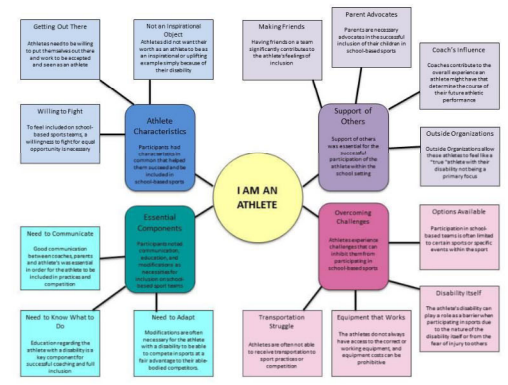 Getting Out There
Athletes need to be willing
to put themselves out there
and work to be accepted
and seen as an athlete
Not an Inspirational
Object
Athletes did not want their
worth as an athlete to be as
an inspirational or uplifting
example simply because of
their disability
Willing to Fight
To feel included on school-
based sports teams, a
willingness to fight for equal
opportunity is necessary
Athlete
Characteristics
Participants had
characteristics in
common that helped
them succeed and be
included in
school-based sports
Making Friends
Having friends on a team
significantly contribute to
the athlete's feelings of
inclusion
Parent Advocates
Parents are necessary
advocates in the successful
inclusion of their children in
school-based sports
Coach's Influence
Coaches contribute to the
overall experience an
athlete might have that
determine the course of
their future athletic
performance
Support of
Others
Support of others
was essential for the
successful
participation of the
athlete within the
school setting
Outside Organizations
Outside Organizations allow
these athletes to feel like a
"true "athlete with their
disability not being a
primary focus
I AM AN
ATHLETE
Essential
Components
Participants noted
communication,
education, and
modifications as
necessities for
inclusion on school-
based sport teams
Need to Communicate
Good communication
between coaches, parents
and athlete's was essential
in order for the athlete to be
included in practices and
competition
Need to Know What to
Do
Education regarding the
athlete with a disability is a
key component for
successful coaching and full
inclusion
Need to Adapt
Modifications are often
necessary for the athlete
with a disability to be able
to compete in sports at a
fair advantage to their able-
bodied competitors.
Overcoming
Challenges
Athletes experience
challenges that can
inhibit them from
participating in
school-based sports
Options Available
Participation in school-
based teams is often limited
to certain sports or specific
events within the sport
Disability Itself
The athlete's disability can
play a role as a barrier when
participating in sports due
to the nature of the
disability itself or from the
fear of injury to others
Transportation
Struggle
Athletes are often not able
to receive transportation to
sport practices or
competition
Equipment that Works
The athletes do not always
have access to the correct or
working equipment, and
equipment costs can be
prohibitive